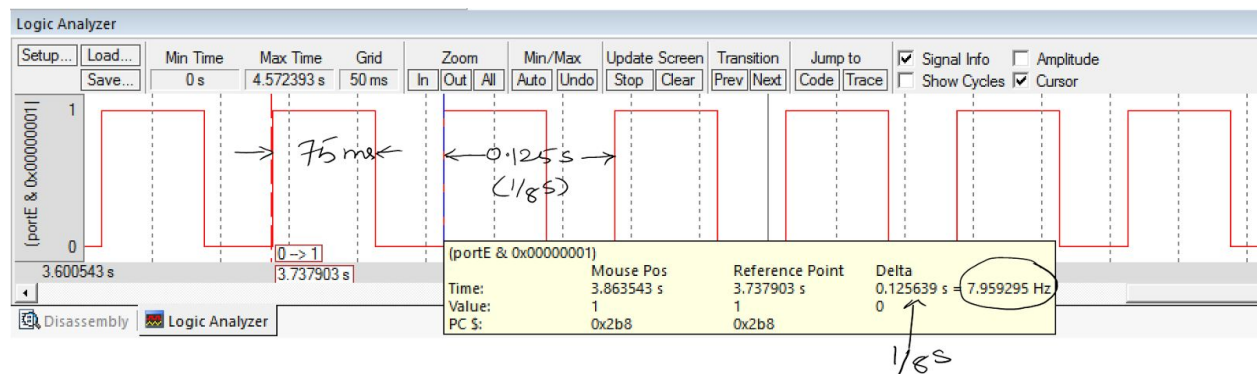 Logic Analyzer
Setup... Load... Min Time Max Time Grid Zoom Min/Max Update Screen Transition Jump to Signal Info Amplitude
Save... 0 s 4.572393 s 50 ms In Out All Auto Undo Stop Clear Prev Next Code Trace Show Cycles Cursor
1
(portE & 0x00000001)
0
75 ms
0.125 s
(1/8 S)
0 --> 1
3.600543 s
3.737903 s
(portE & 0x00000001)
Mouse Pos Reference Point Delta
Time: 3.863543 s 3.737903 s 0.125639 s = 7.959295 Hz
Value: 1 1 0
PC $: 0x2b8 0x2b8
Disassembly Logic Analyzer
1/8 S